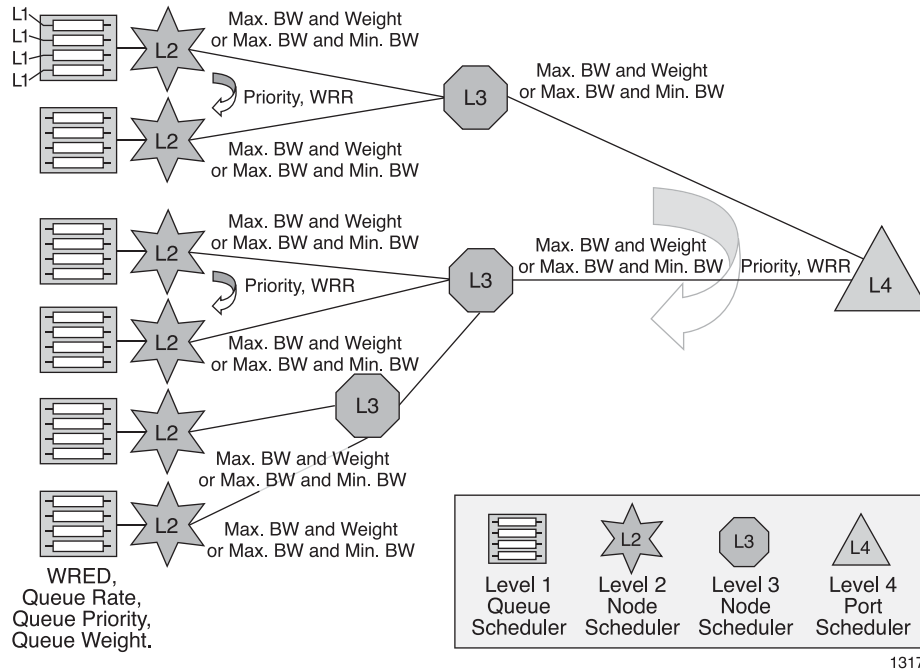 L1
L1
L1
L1
L2
Max. BW and Weight
or Max. BW and Min. BW
Priority, WRR
L2
Max. BW and Weight
or Max. BW and Min. BW
L3
Max. BW and Weight
or Max. BW and Min. BW
L2
Max. BW and Weight
or Max. BW and Min. BW
Priority, WRR
L2
Max. BW and Weight
or Max. BW and Min. BW
L3
Max. BW and Weight
or Max. BW and Min. BW
Priority, WRR
L4
L2
L3
Max. BW and Weight
or Max. BW and Min. BW
L2
Max. BW and Weight
or Max. BW and Min. BW
WRED,
Queue Rate,
Queue Priority,
Queue Weight.
Level 1
Queue
Scheduler
L2
Level 2
Node
Scheduler
L3
Level 3
Node
Scheduler
L4
Level 4
Port
Scheduler
1317